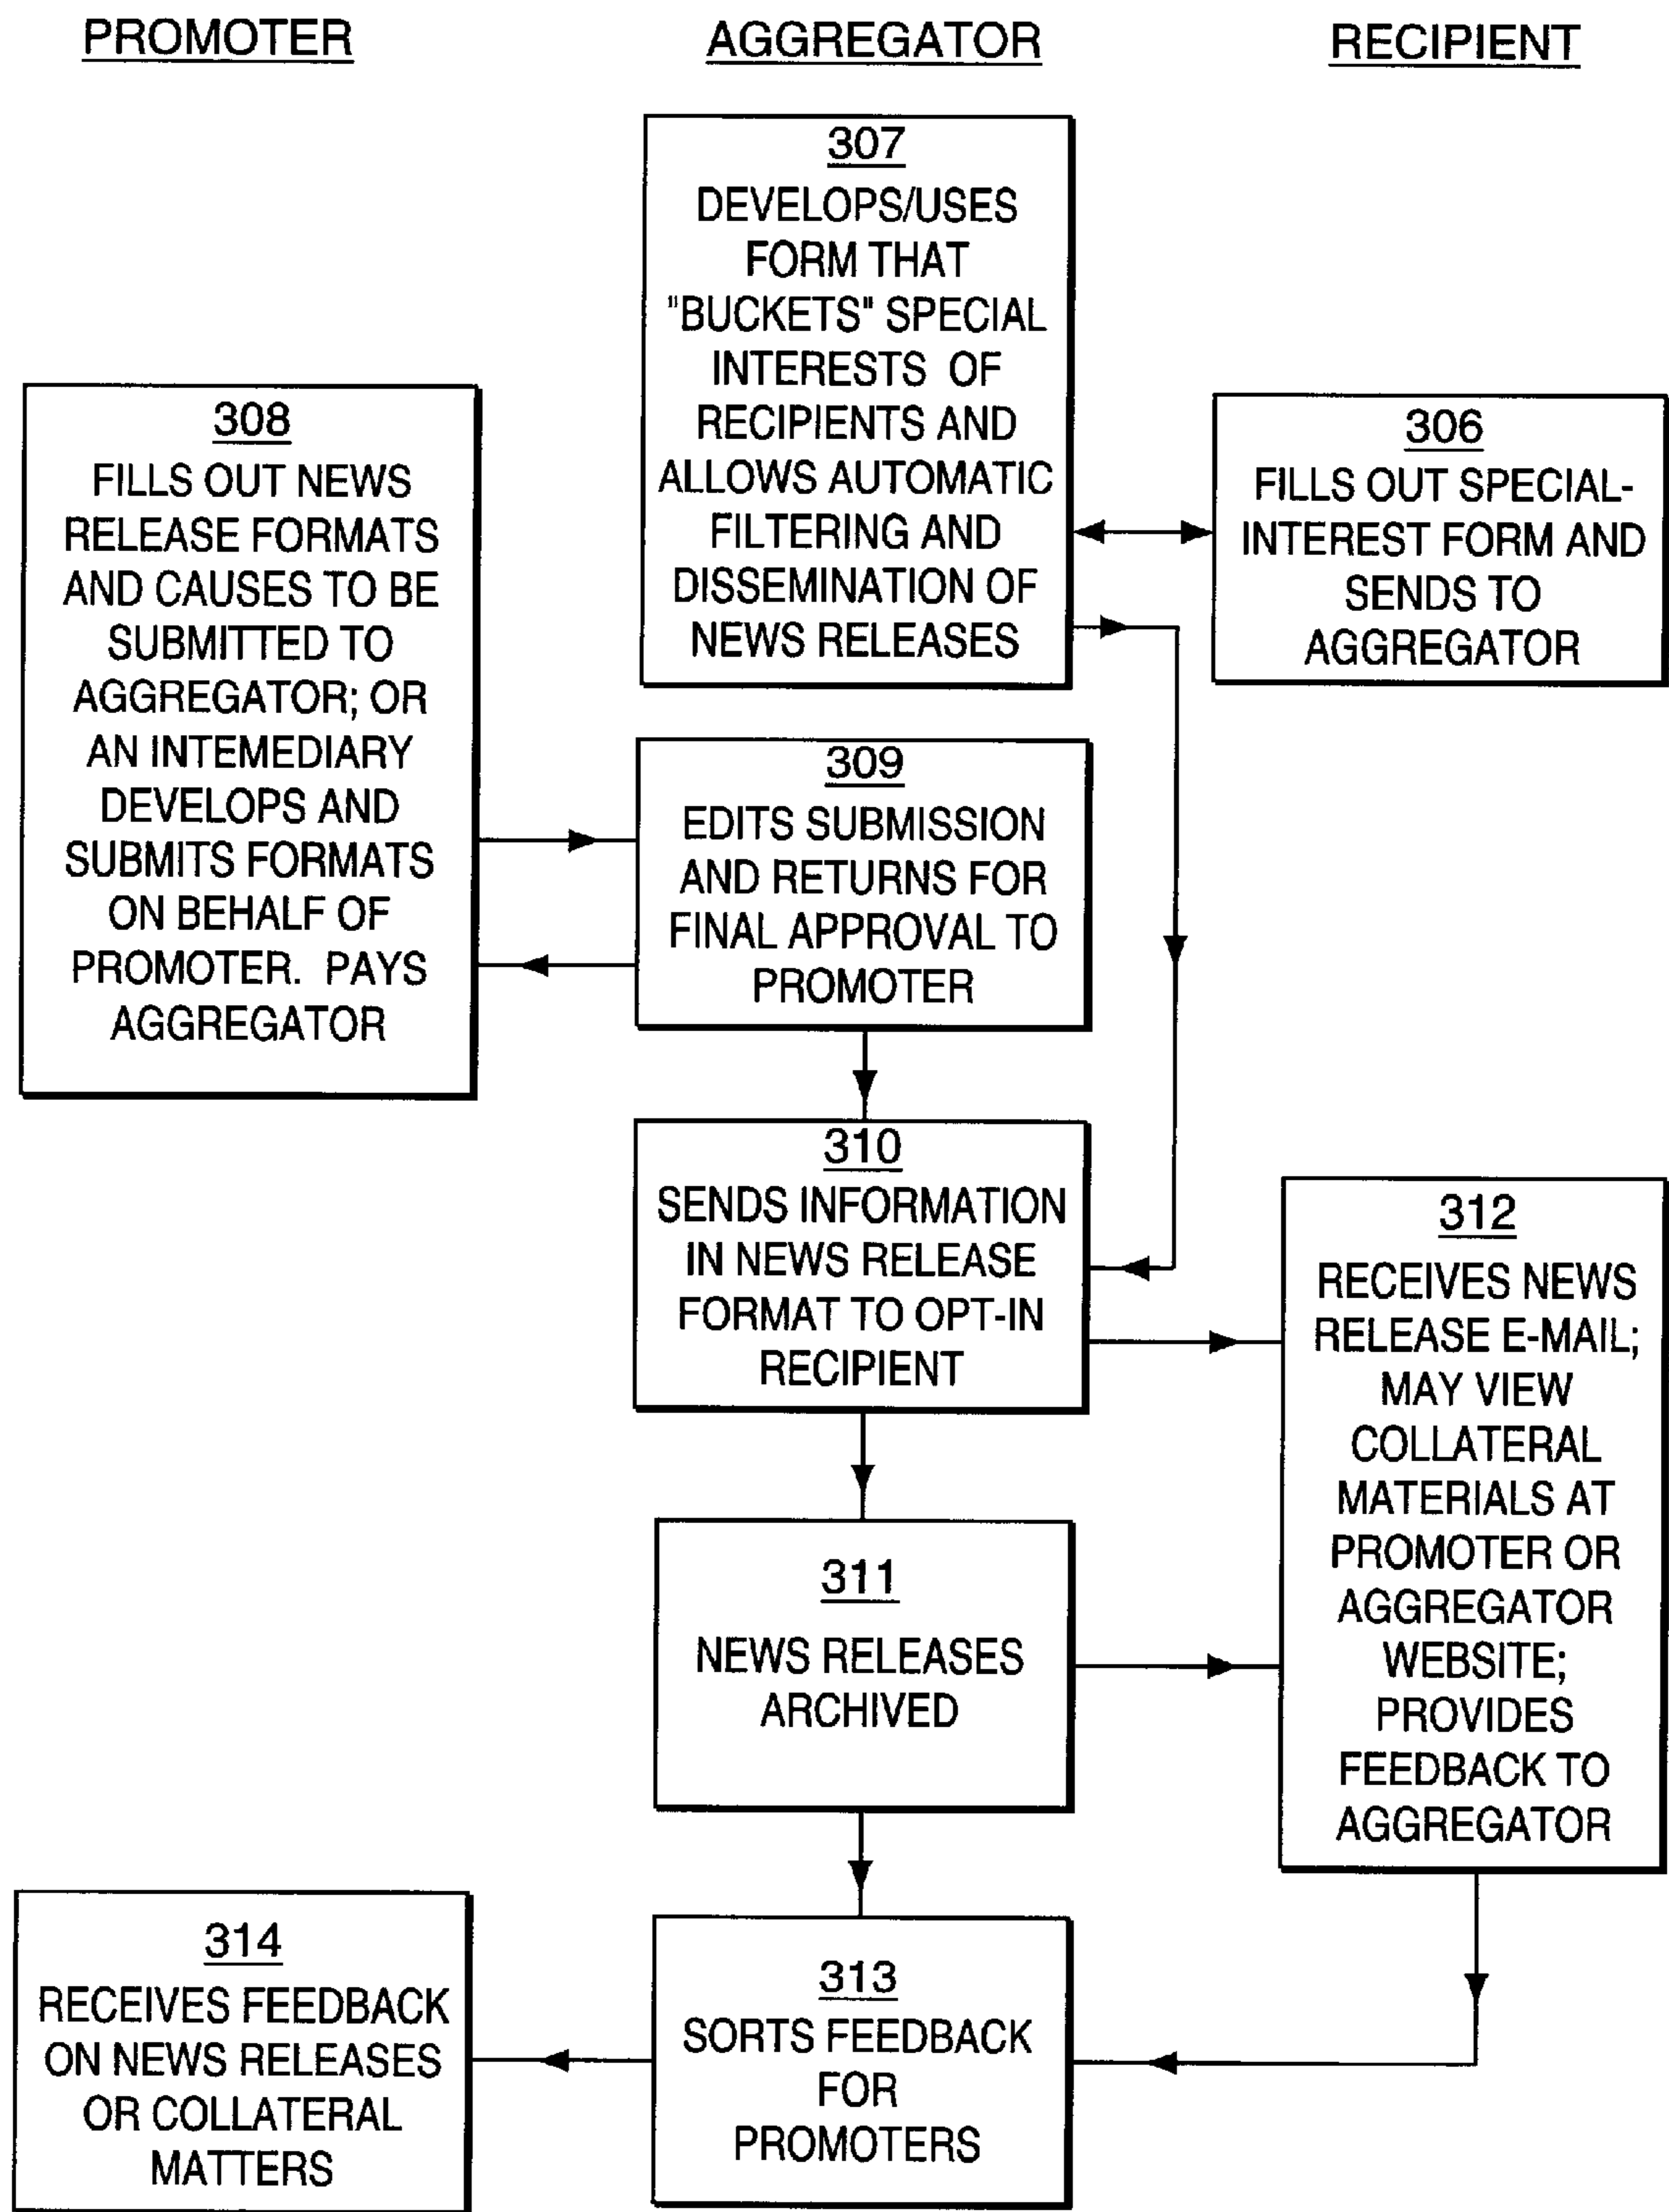 PROMOTER
AGGREGATOR
RECIPIENT
307
DEVELOPS/USES
FORM THAT
"BUCKETS" SPECIAL
INTERESTS OF
RECIPIENTS AND
ALLOWS AUTOMATIC
FILTERING AND
DISSEMINATION OF
NEWS RELEASES
308
FILLS OUT NEWS
RELEASE FORMATS
AND CAUSES TO BE
SUBMITTED TO
AGGREGATOR; OR
AN INTEMEDIARY
DEVELOPS AND
SUBMITS FORMATS
ON BEHALF OF
PROMOTER. PAYS
AGGREGATOR
306
FILLS OUT SPECIAL-
INTEREST FORM AND
SENDS TO
AGGREGATOR
309
EDITS SUBMISSION
AND RETURNS FOR
FINAL APPROVAL TO
PROMOTER
310
SENDS INFORMATION
IN NEWS RELEASE
FORMAT TO OPT-IN
RECIPIENT
312
RECEIVES NEWS
RELEASE E-MAIL;
MAY VIEW
COLLATERAL
MATERIALS AT
PROMOTER OR
AGGREGATOR
WEBSITE;
PROVIDES
FEEDBACK TO
AGGREGATOR
311
NEWS RELEASES
ARCHIVED
314
RECEIVES FEEDBACK
ON NEWS RELEASES
OR COLLATERAL
MATTERS
313
SORTS FEEDBACK
FOR
PROMOTERS